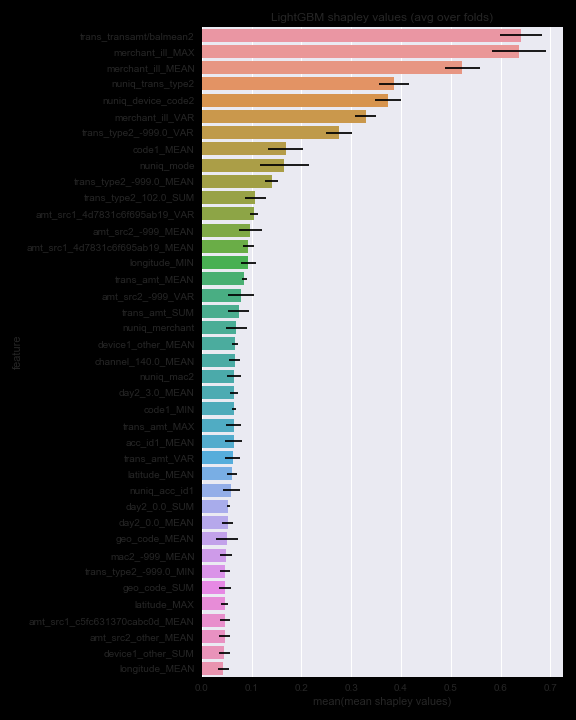 LightGBM shapley values (avg over folds)
trans_transamt/balmean2
merchant_ill_MAX
merchant_ill_MEAN
nuniq_trans_type2
nuniq_device_code2
merchant_ill_VAR
trans_type2_-999.0_VAR
code1_MEAN
nuniq_mode
trans_type2_-999.0_MEAN
trans_type2_102.0_SUM
amt_src1_4d7831c6f695ab19_VAR
amt_src2_-999_MEAN
amt_src1_4d7831c6f695ab19_MEAN
longitude_MIN
trans_amt_MEAN
amt_src2_-999_VAR
trans_amt_SUM
nuniq_merchant
device1_other_MEAN
channel_140.0_MEAN
nuniq_mac2
day2_3.0_MEAN
code1_MIN
trans_amt_MAX
acc_id1_MEAN
trans_amt_VAR
latitude_MEAN
nuniq_acc_id1
day2_0.0_SUM
day2_0.0_MEAN
geo_code_MEAN
mac2_-999_MEAN
trans_type2_-999.0_MIN
geo_code_SUM
latitude_MAX
amt_src1_c5fc631370cabc0d_MEAN
amt_src2_other_MEAN
device1_other_SUM
longitude_MEAN
feature
0.0 0.1 0.2 0.3 0.4 0.5 0.6 0.7
mean(mean shapley values)